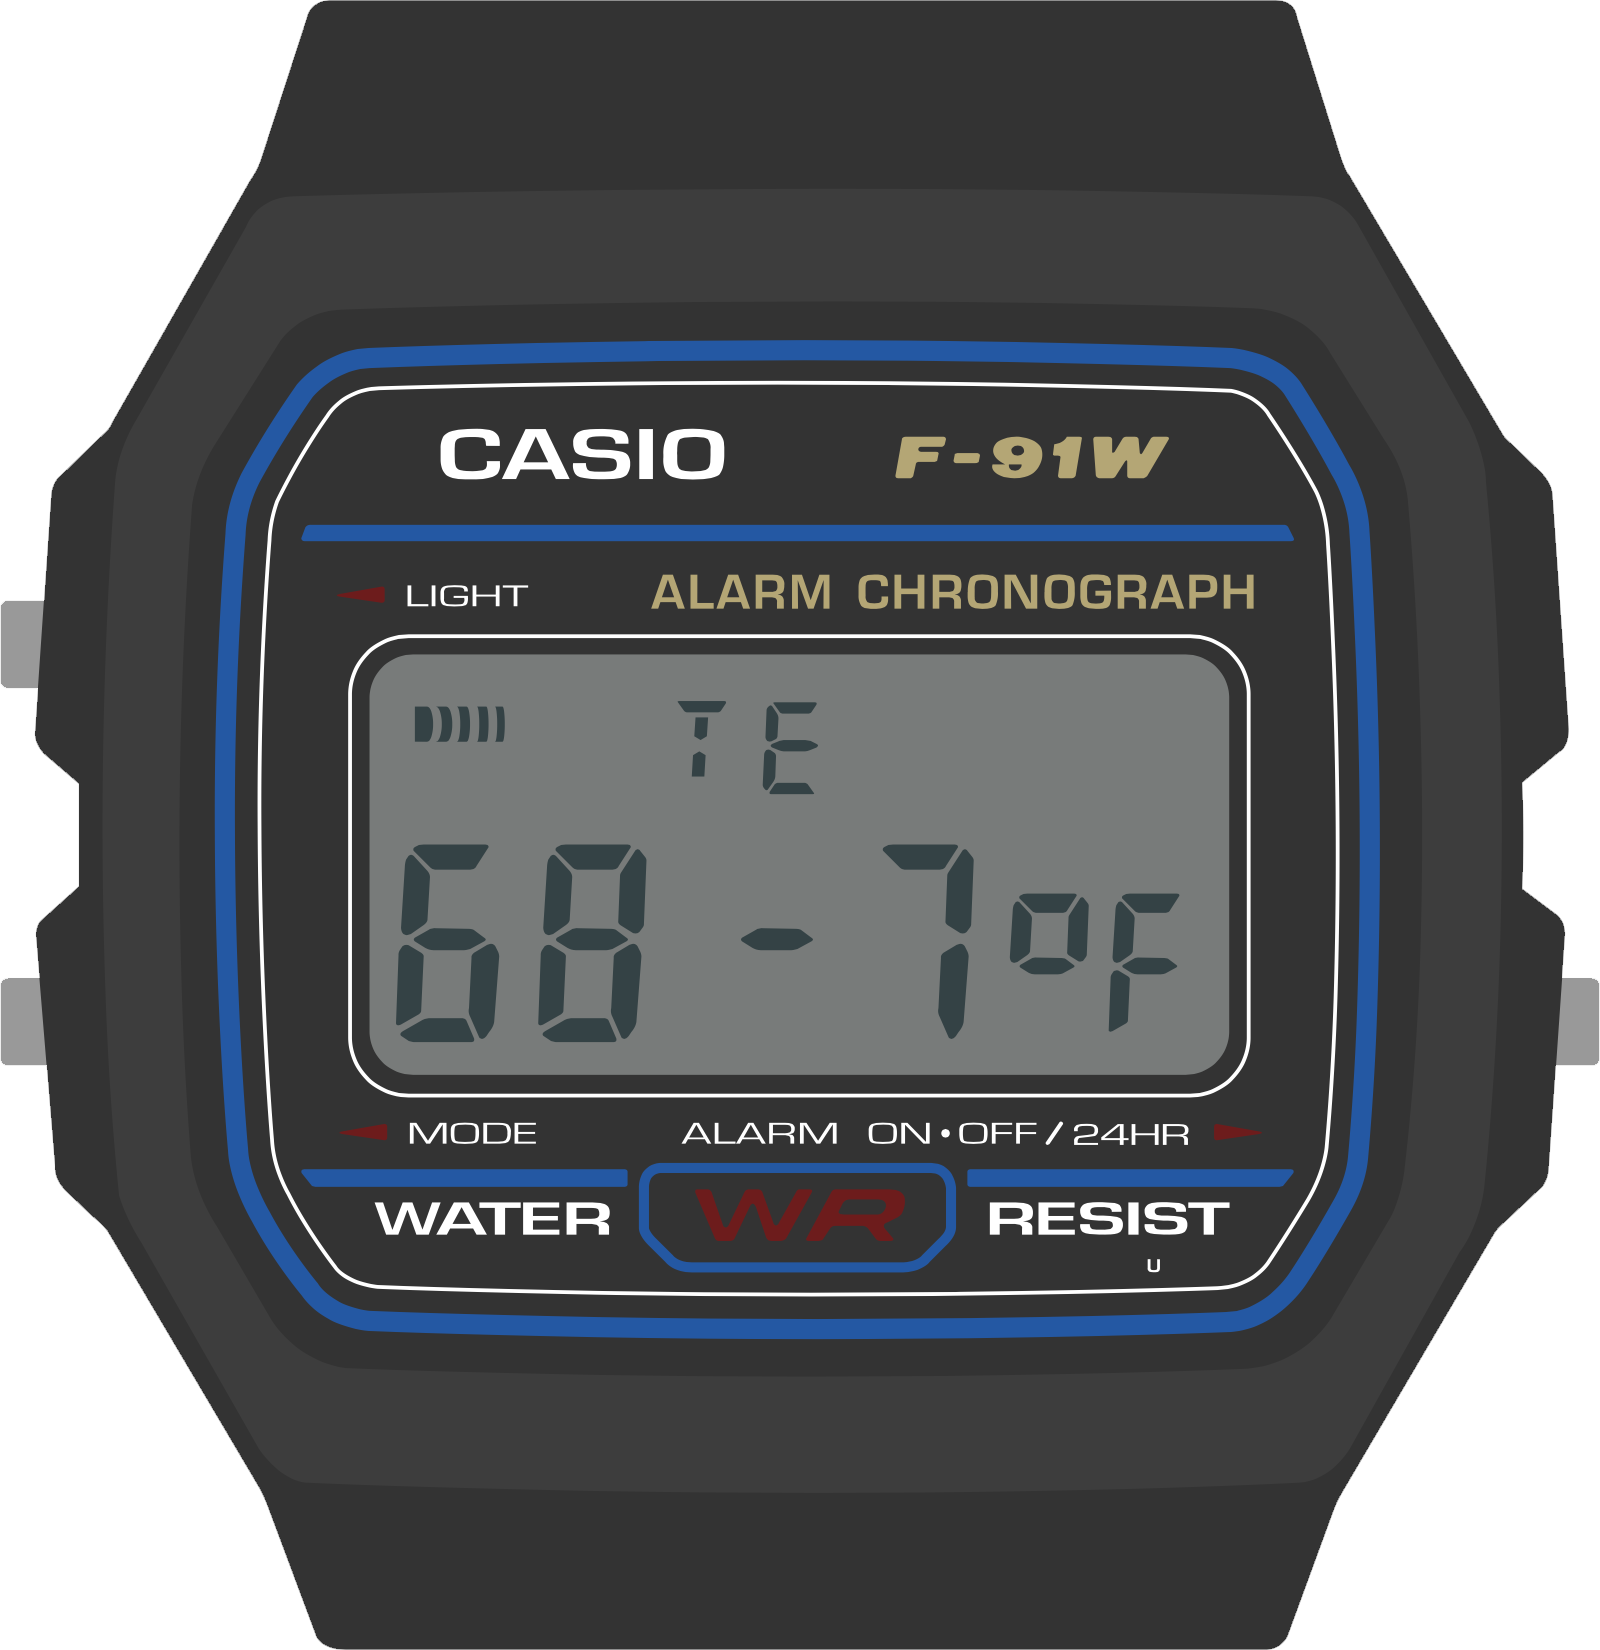 CASIO F-91W
LIGHT ALARM CHRONOGRAPH
TE
68 -7 °F
MODE ALARM ON•OFF/24HR
WATER WR RESIST
U